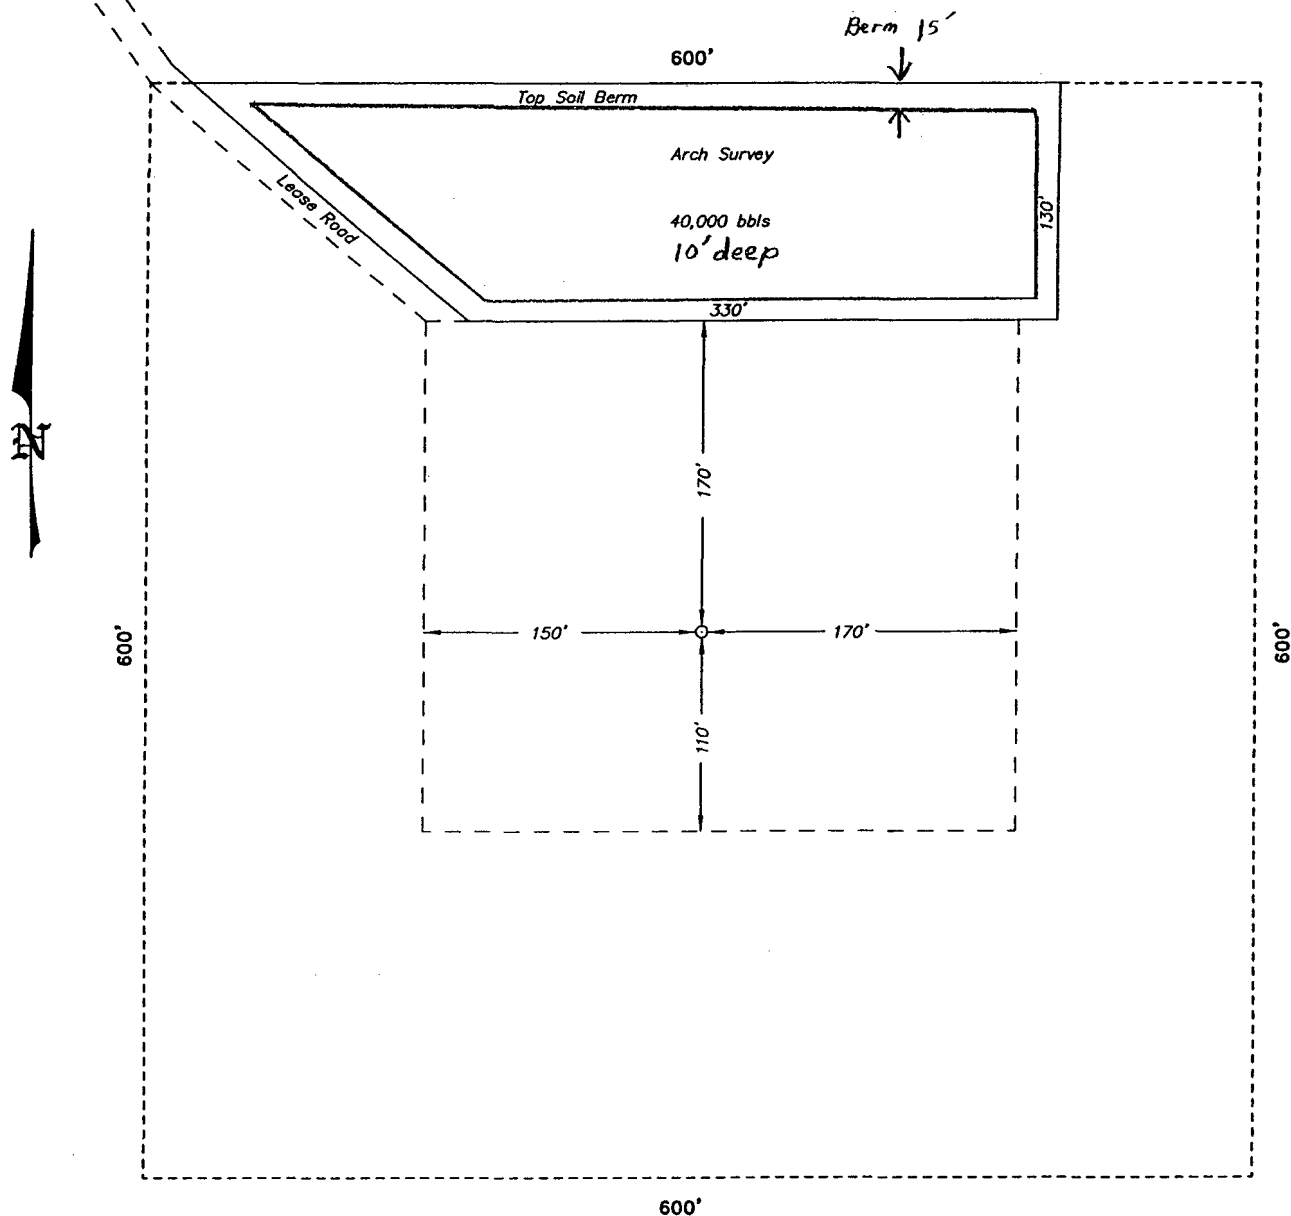 Berm 15'
600'
Top Soil Berm
Arch Survey
Lease Road
130'
40,000 bbls
10' deep
330'
N
170'
150'
170'
600'
600'
110'
600'